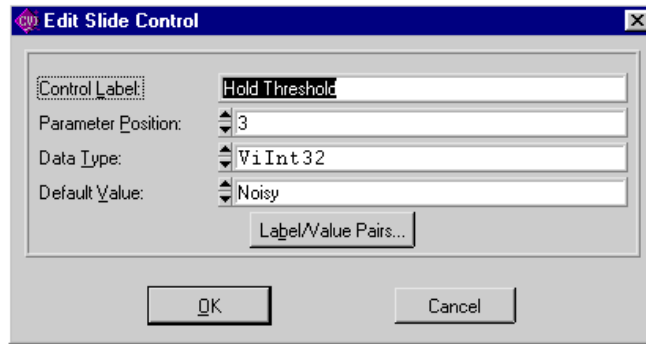 CVI Edit Slide Control
Control Label: Hold Threshold
Parameter Position: 3
Data Type: ViInt32
Default Value: Noisy
Label/Value Pairs...
OK Cancel